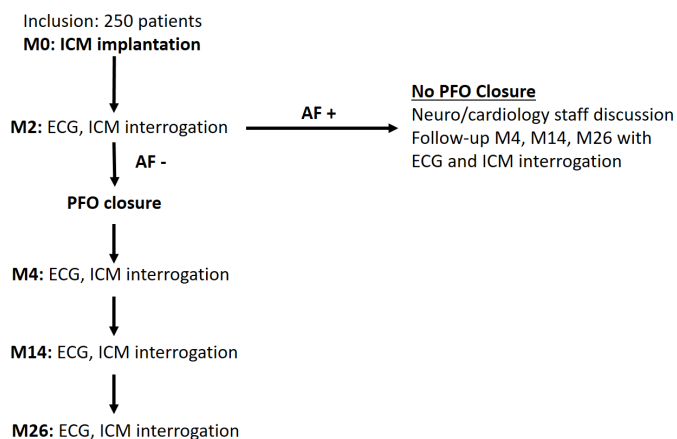 Inclusion: 250 patients
M0: ICM implantation
M2: ECG, ICM interrogation
AF +
No PFO Closure
Neuro/cardiology staff discussion
Follow-up M4, M14, M26 with
ECG and ICM interrogation
AF -
PFO closure
M4: ECG, ICM interrogation
M14: ECG, ICM interrogation
M26: ECG, ICM interrogation